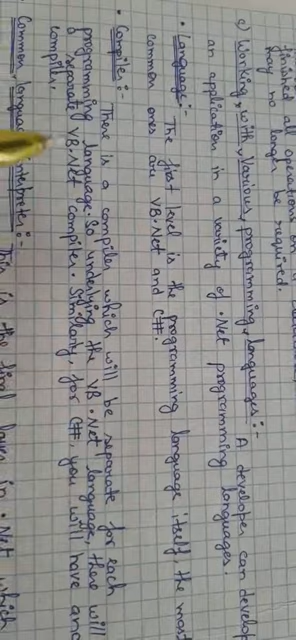 finished all operations on a
may no longer be required.
c) Working with Various programming languages:- A developer can develop
an application in a variety of .Net programming languages.
• Language:- The first level is the programming language itself, the most
common ones are VB.Net and C#.
• Compiler:- There is a compiler which will be separate for each
programming language. So underlying the VB.Net language, there will
a separate VB.Net compiler. Similarly, for C#, you will have ano
compiler.
Common Language Interpreter:- This is the final layer in .Net which